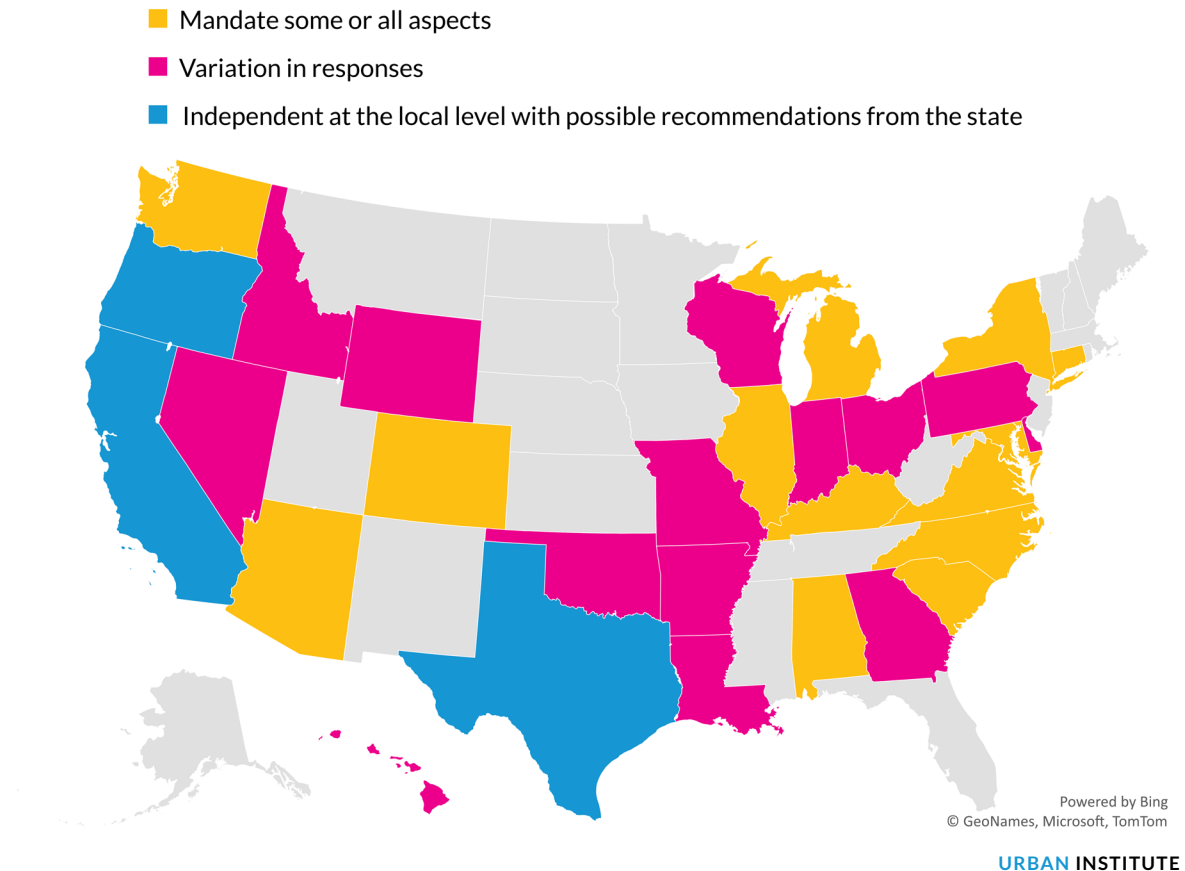 Mandate some or all aspects
Variation in responses
Independent at the local level with possible recommendations from the state
Powered by Bing
© GeoNames, Microsoft, TomTom
URBAN INSTITUTE